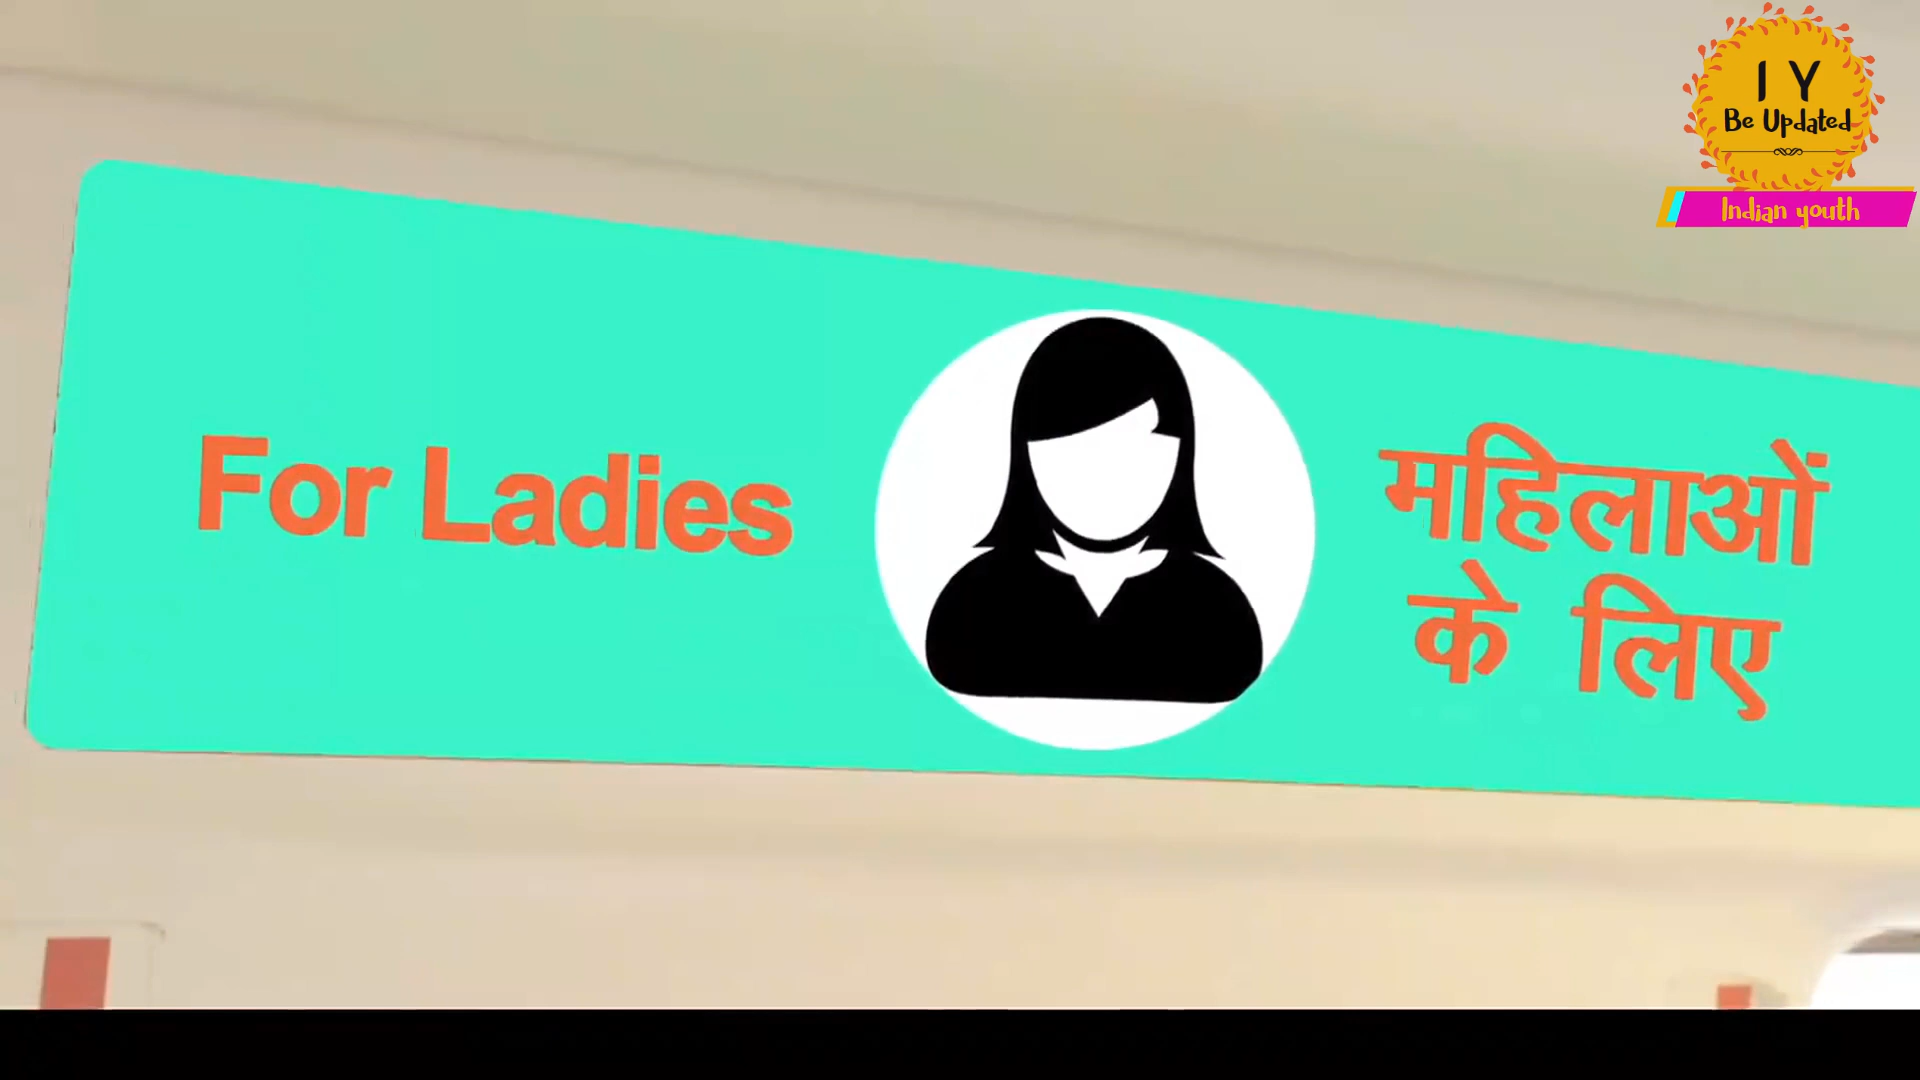 I Y
Be Updated
Indian youth
For Ladies
महिलाओं
के लिए